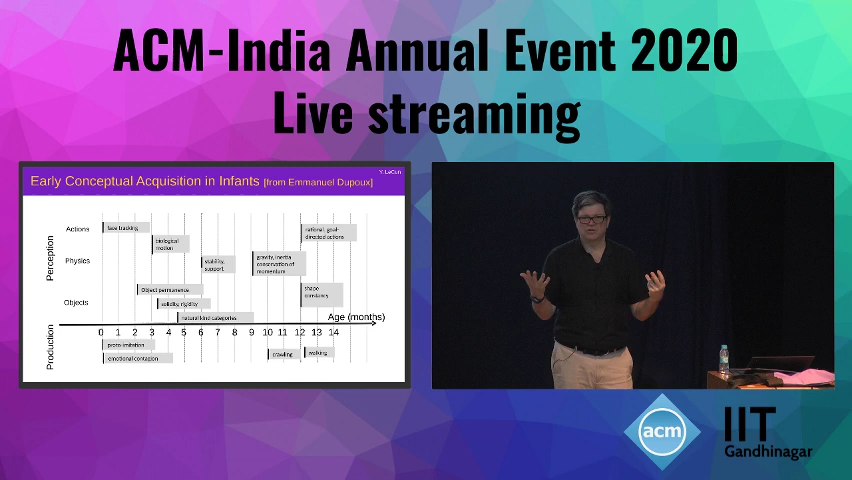 ACM-India Annual Event 2020
Live streaming
Y. LeCun
Early Conceptual Acquisition in Infants [from Emmanuel Dupoux]
Perception
Production
Actions
Physics
Objects
face tracking
biological
motion
rational, goal-
directed actions
stability,
support
gravity, inertia
conservation of
momentum
Object permanence
solidity, rigidity
shape
constancy
natural kind categories
Age (months)
0 1 2 3 4 5 6 7 8 9 10 11 12 13 14
proto-imitation
emotional contagion
crawling
walking
acm
IIT
Gandhinagar